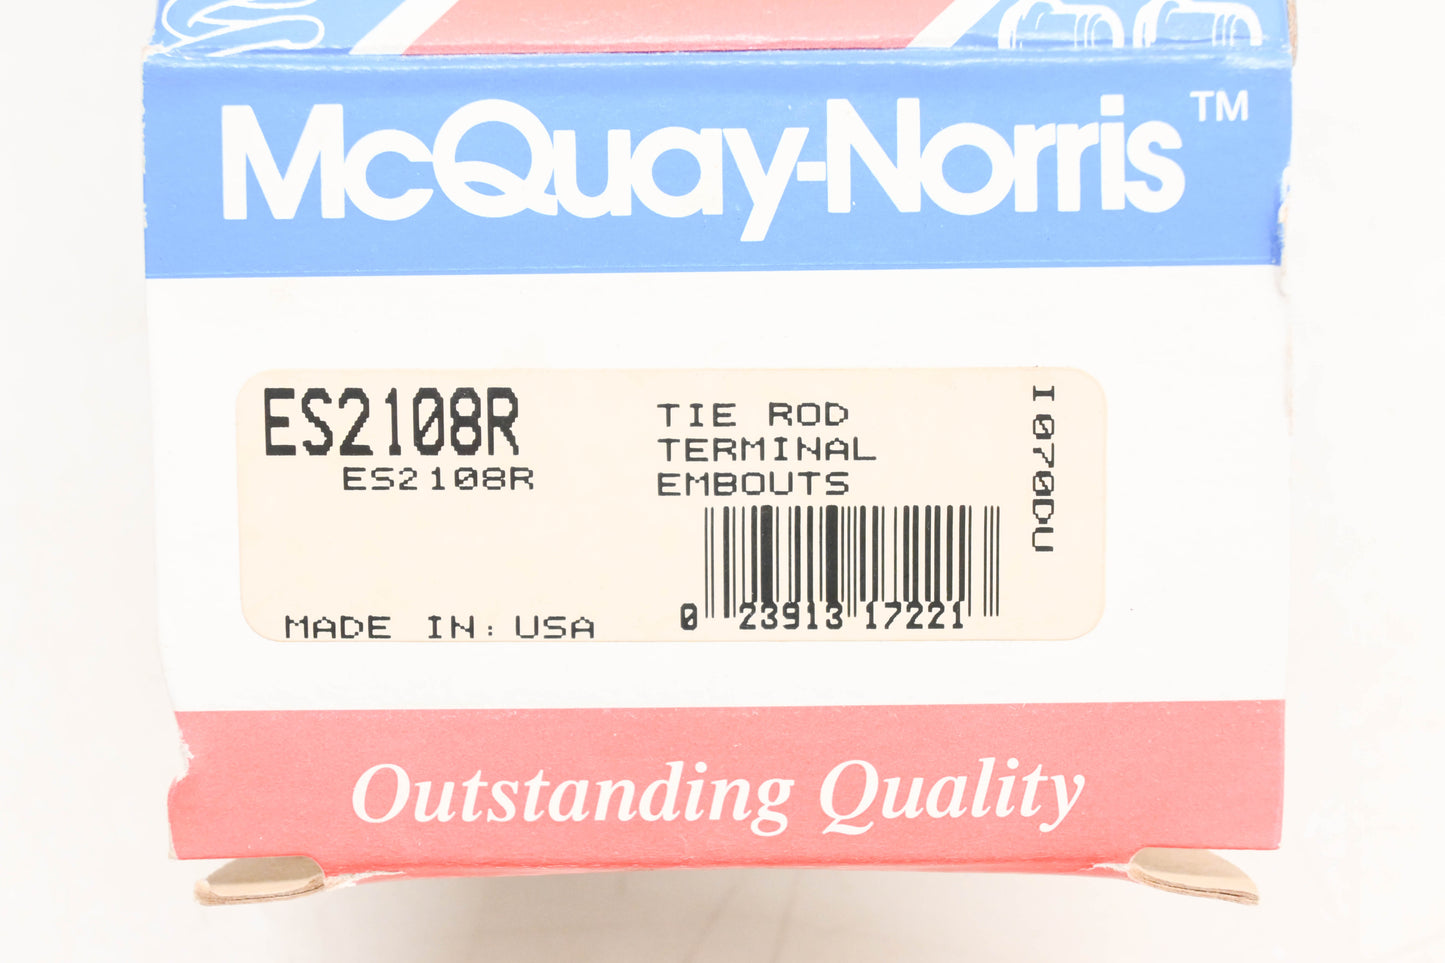 McQuay-Norris™
ES2108R
ES2108R
TIE ROD
TERMINAL
EMBOUTS
I070DU
0 23913 17221
MADE IN: USA
Outstanding Quality